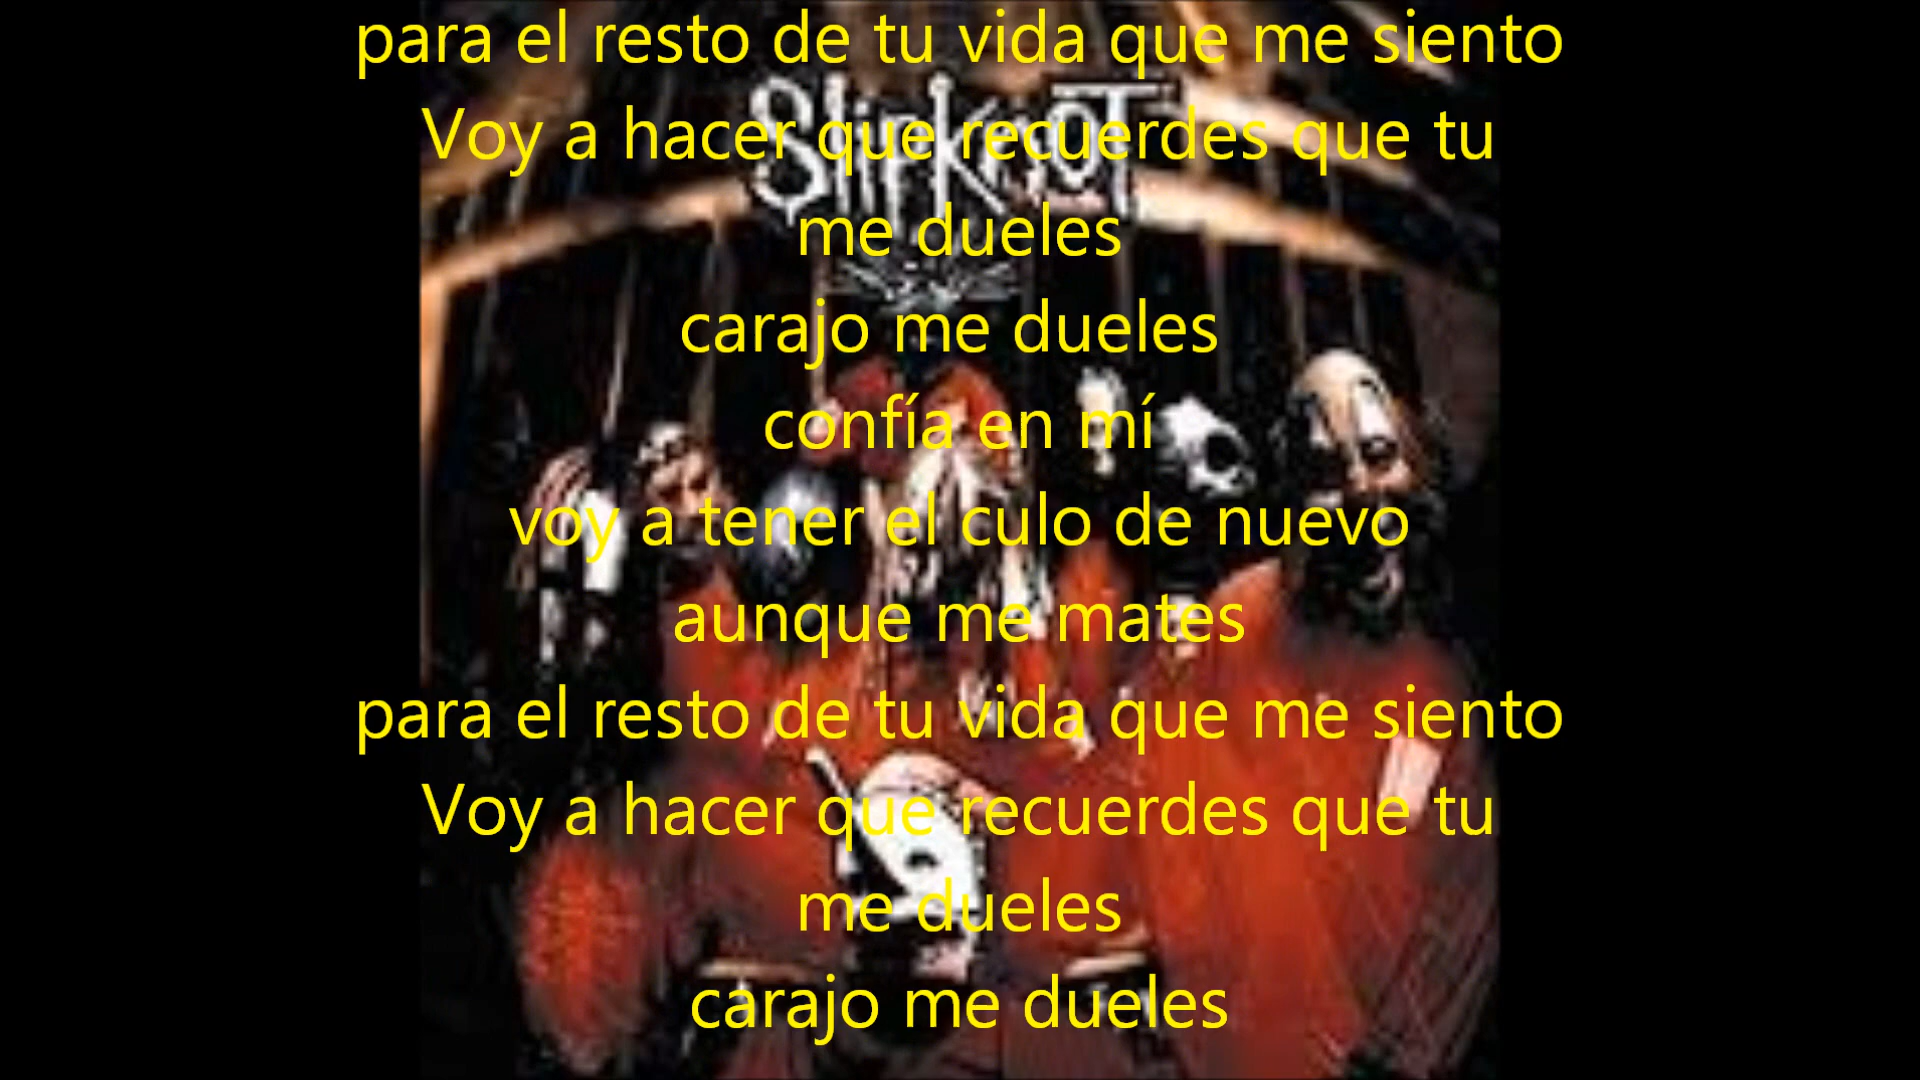 para el resto de tu vida que me siento
SlipknoT
Voy a hacer que recuerdes que tu
me dueles
carajo me dueles
confía en mí
voy a tener el culo de nuevo
aunque me mates
para el resto de tu vida que me siento
Voy a hacer que recuerdes que tu
me dueles
carajo me dueles